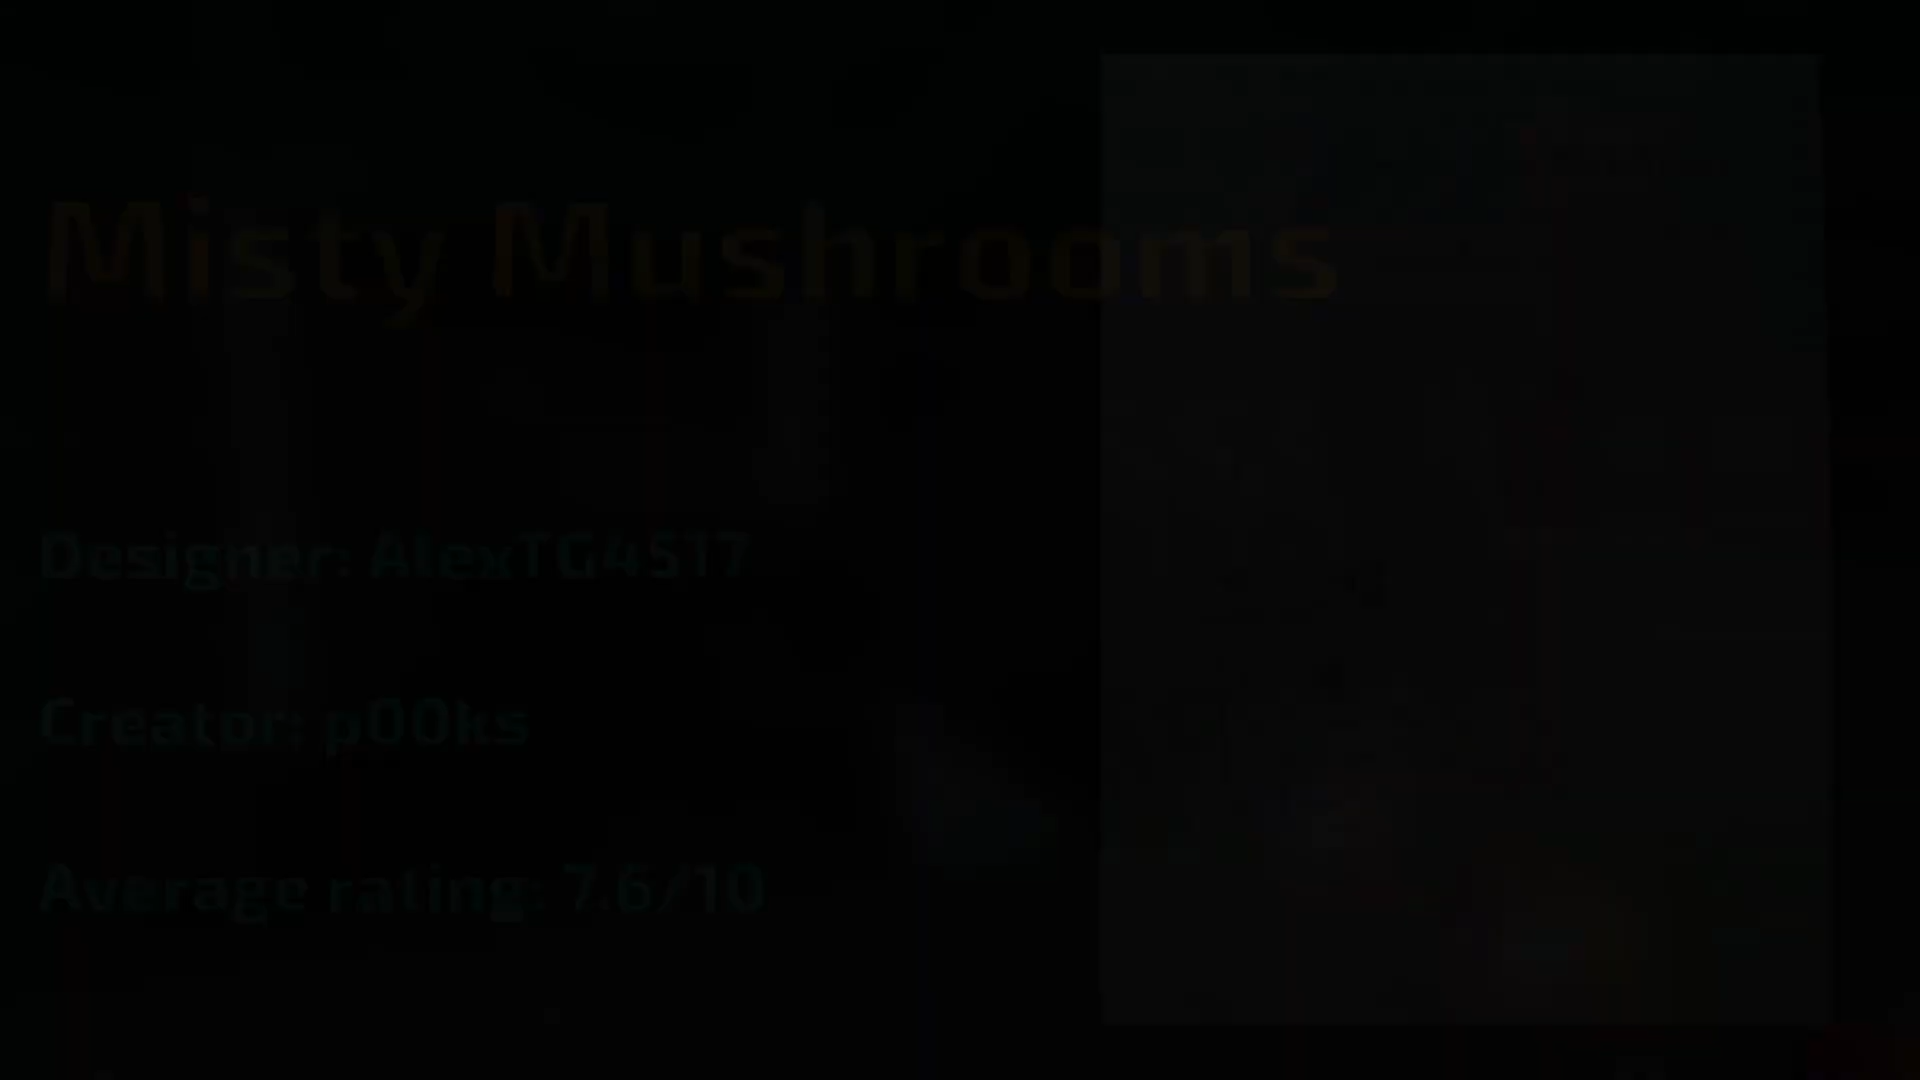 Misty Mushrooms
Designer: AlexTG4517
Creator: p00ks
Average rating: 7.6/10